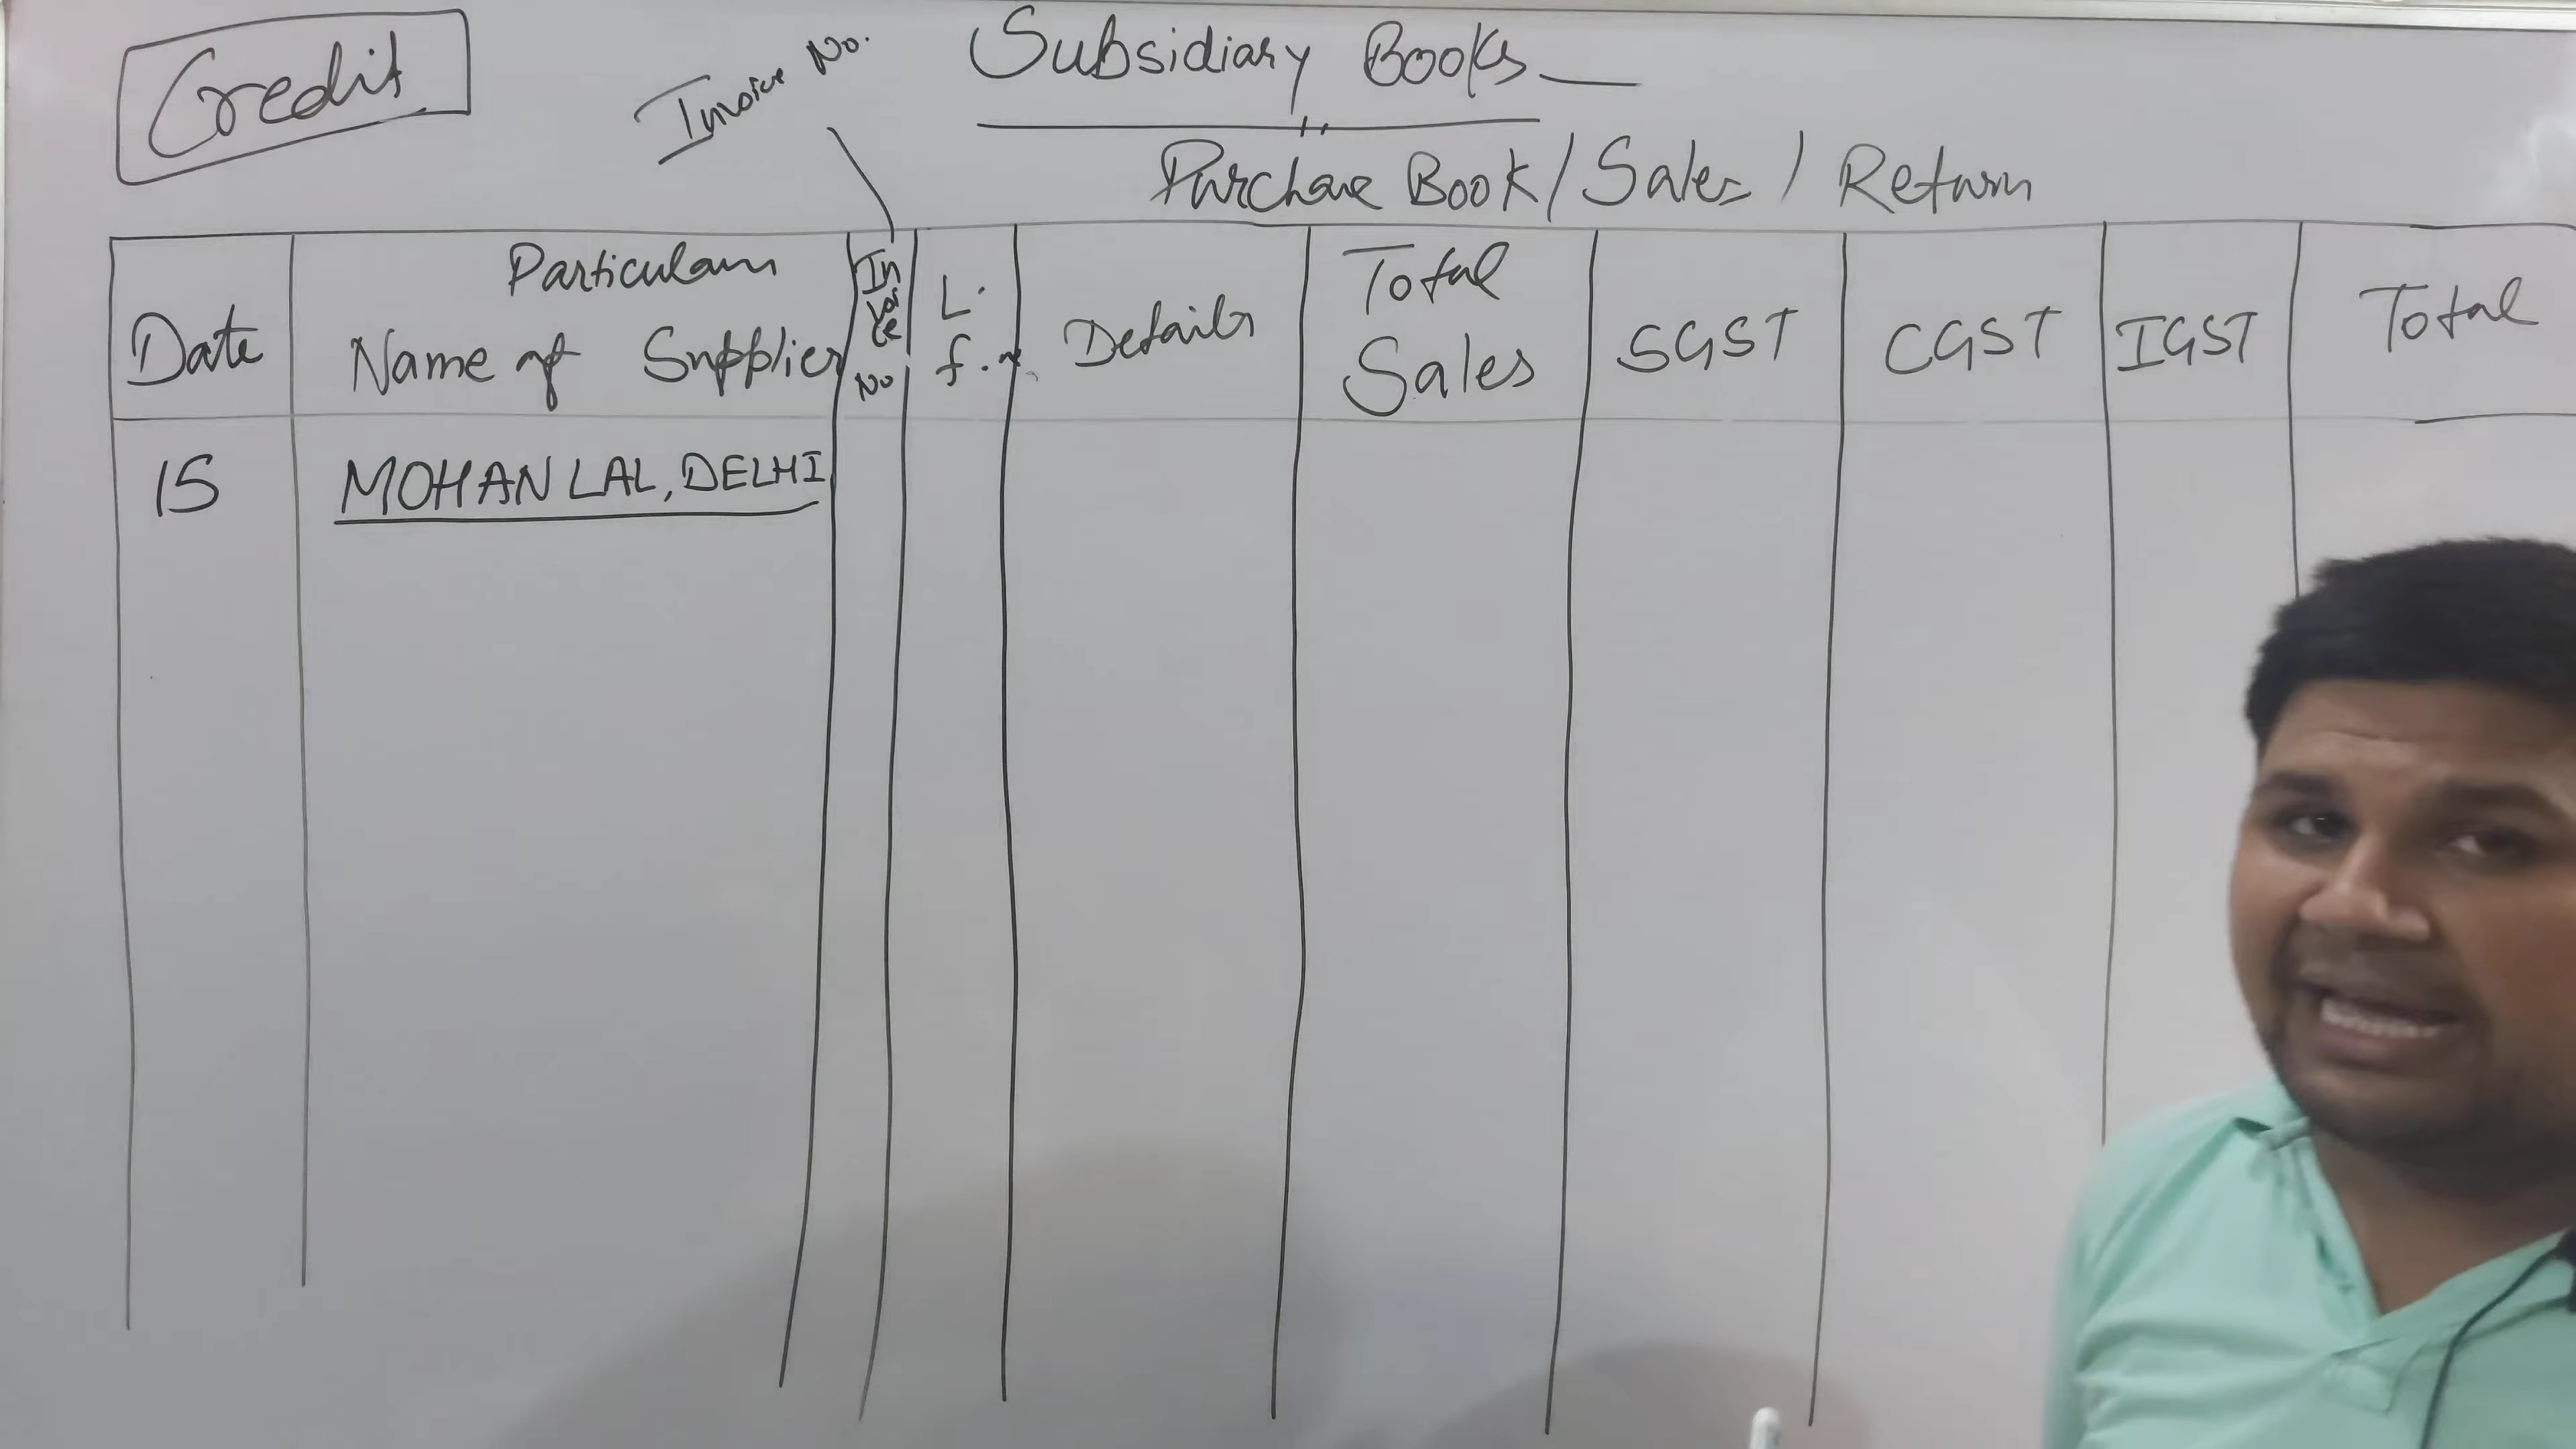 Credit
Invoice No.
Subsidiary Books
Purchase Book / Sales / Return
Date
Particulars
Name of Supplier
Invoice No
L.f.
Details
Total Sales
SGST
CGST
IGST
Total
15 MOHAN LAL, DELHI